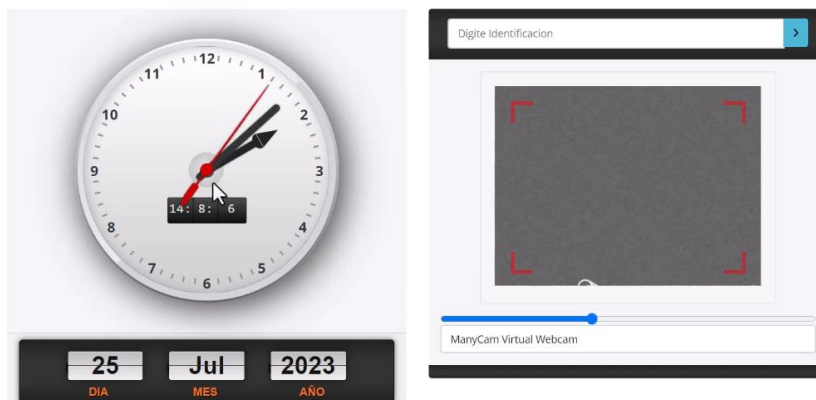 12
1
2
3
4
5
6
7
8
9
10
11
14: 8: 6
25 Jul 2023
DIA MES AÑO
Digite Identificacion
ManyCam Virtual Webcam